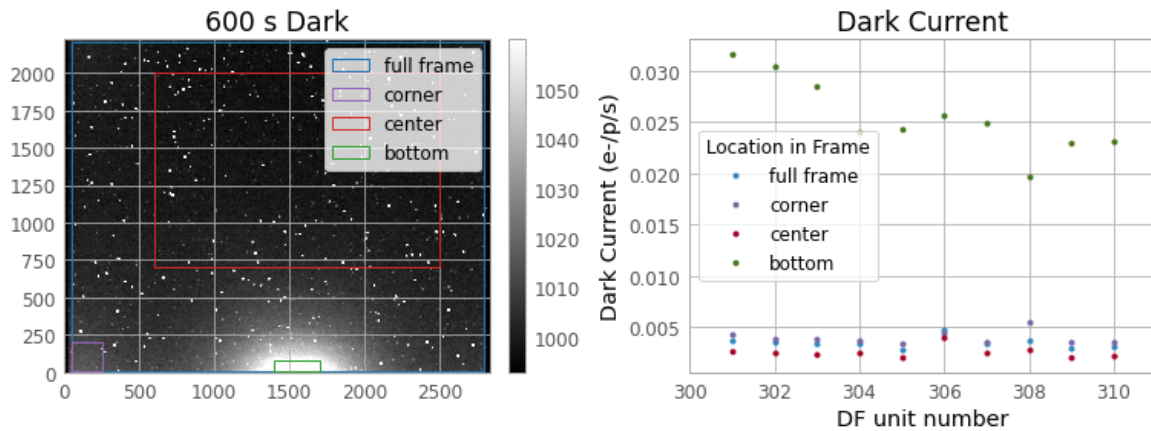 600 s Dark
full frame
corner
center
bottom
2000
1750
1500
1250
1000
750
500
250
0
0
500
1000
1500
2000
2500
1050
1040
1030
1020
1010
1000
Dark Current
Dark Current (e-/p/s)
0.030
0.025
0.020
0.015
0.010
0.005
Location in Frame
full frame
corner
center
bottom
300
302
304
306
308
310
DF unit number